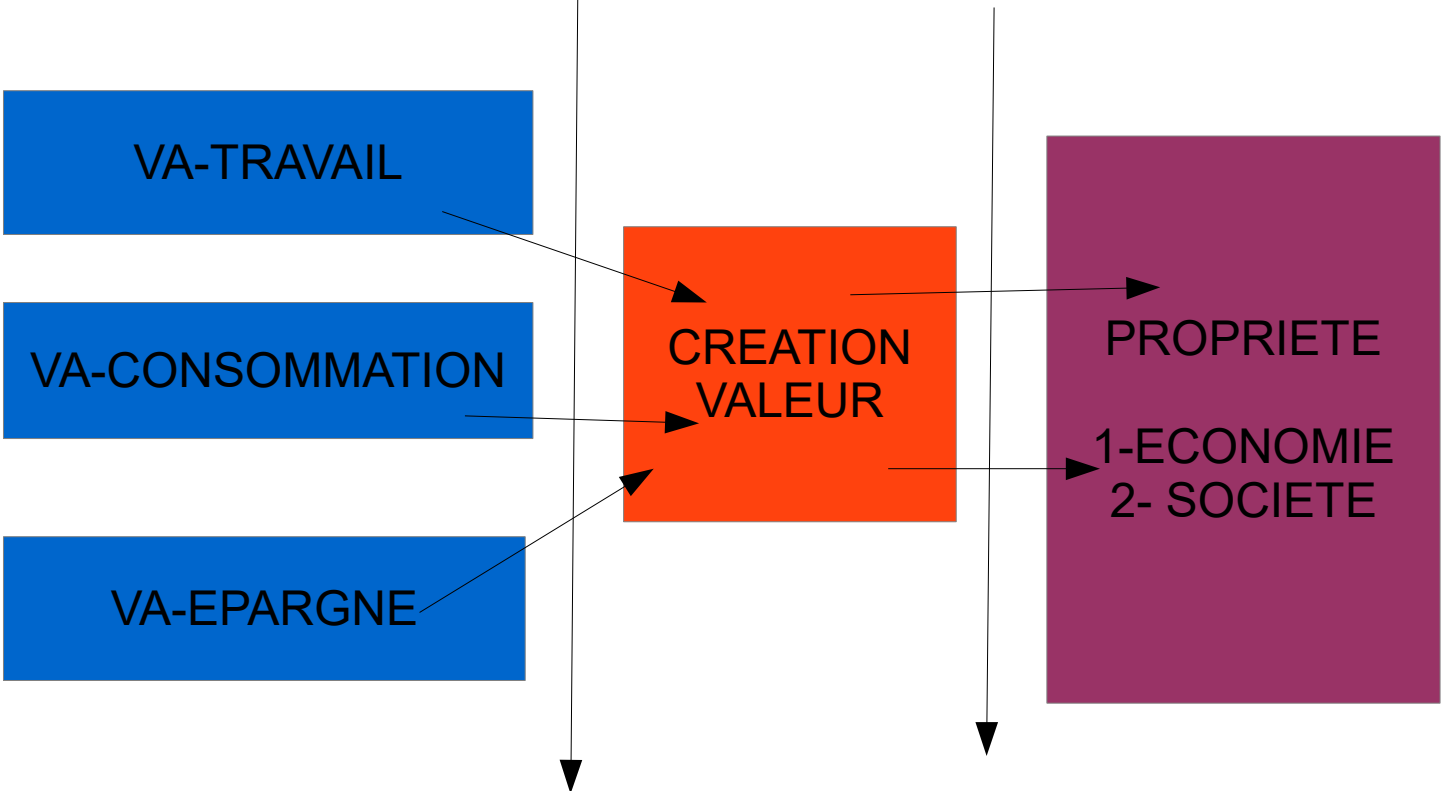 VA-TRAVAIL
VA-CONSOMMATION
VA-EPARGNE
CREATION
VALEUR
PROPRIETE
1-ECONOMIE
2- SOCIETE